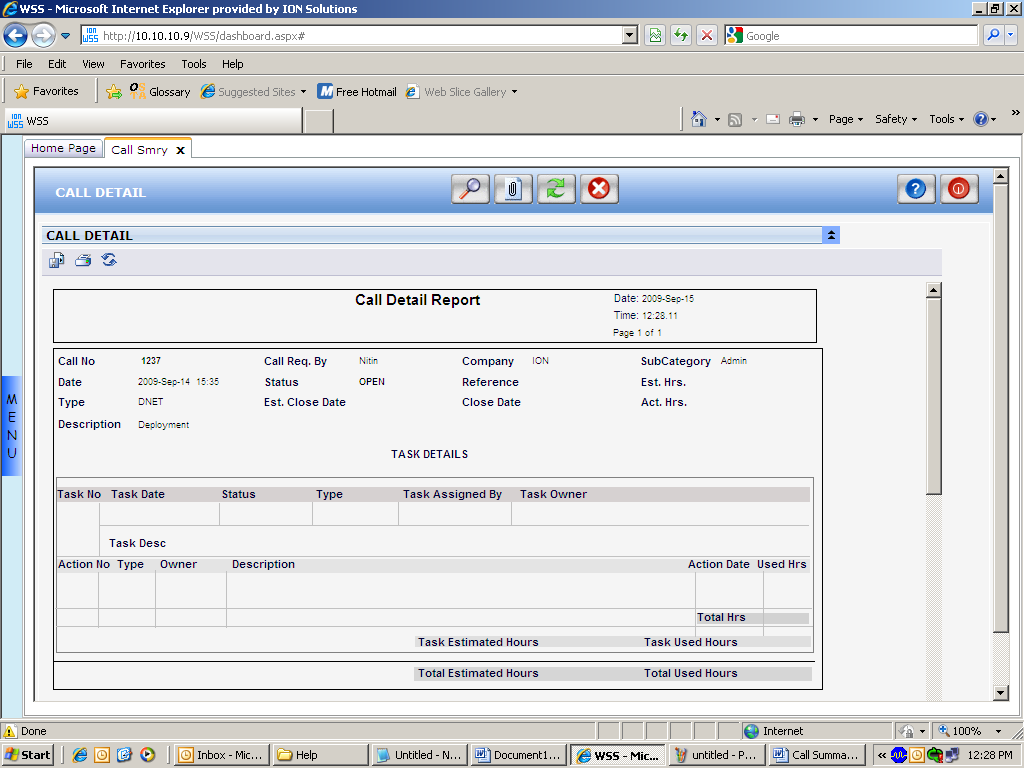 WSS - Microsoft Internet Explorer provided by ION Solutions
ION WSS http://10.10.10.9/WSS/dashboard.aspx# Google
File Edit View Favorites Tools Help
Favorites Glossary Suggested Sites Free Hotmail Web Slice Gallery
ION WSS WSS Page Safety Tools »
Home Page Call Smry x
CALL DETAIL
CALL DETAIL
MENU
Call Detail Report Date: 2009-Sep-15
Time: 12:28.11
Page 1 of 1
Call No 1237 Call Req. By Nitin Company ION SubCategory Admin
Date 2009-Sep-14 15:35 Status OPEN Reference Est. Hrs.
Type DNET Est. Close Date Close Date Act. Hrs.
Description Deployment
TASK DETAILS
Task No Task Date Status Type Task Assigned By Task Owner
Task Desc
Action No Type Owner Description Action Date Used Hrs
Total Hrs
Task Estimated Hours Task Used Hours
Total Estimated Hours Total Used Hours
Done Internet 100%
Start Inbox - Mic... Help Untitled - N... Document1... WSS - Mic... untitled - P... Call Summa... « 12:28 PM